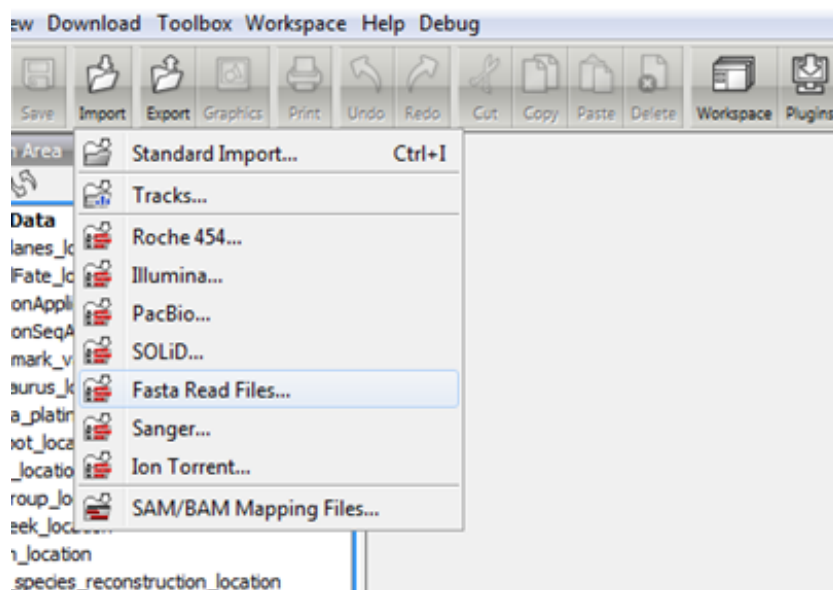 Download Toolbox Workspace Help Debug
Save Import Export Graphics Print Undo Redo Cut Copy Paste Delete Workspace Plugins
Area
Standard Import... Ctrl+I
Tracks...
Data
Roche 454...
Illumina...
PacBio...
SOLiD...
Fasta Read Files...
Sanger...
Ion Torrent...
SAM/BAM Mapping Files...
_location
_species_reconstruction_location